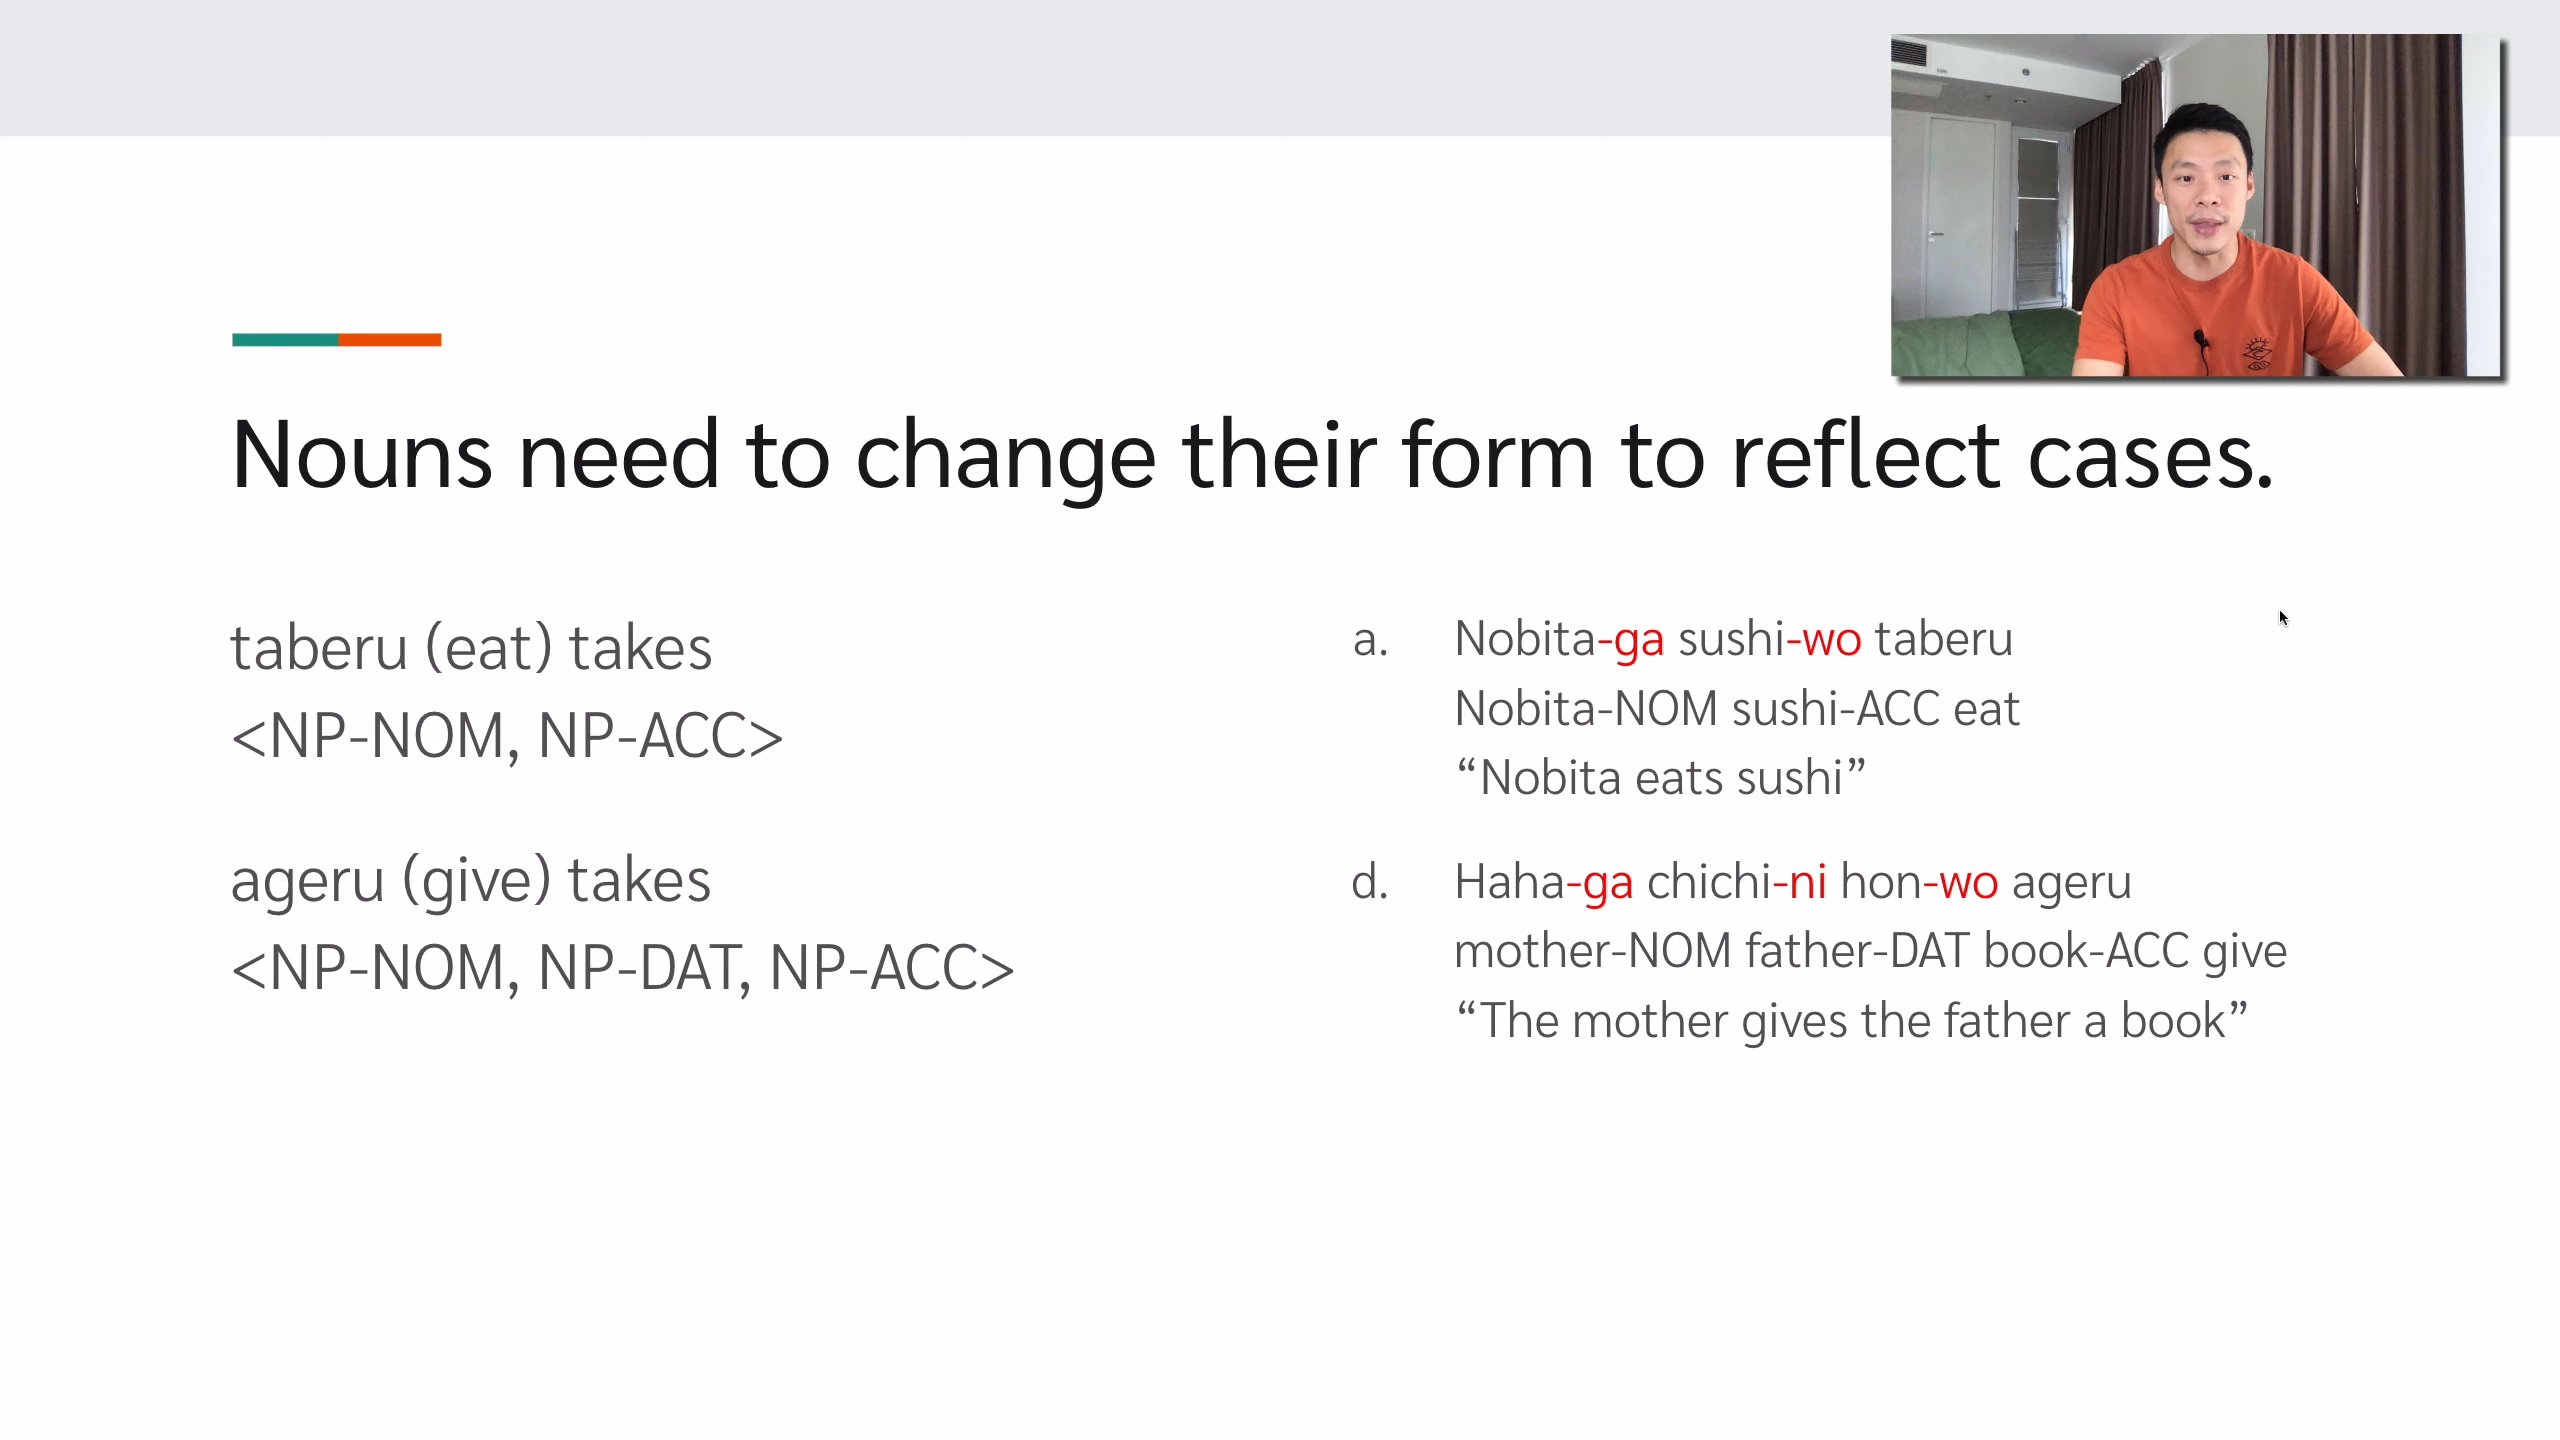 Nouns need to change their form to reflect cases.
taberu (eat) takes
<NP-NOM, NP-ACC>
ageru (give) takes
<NP-NOM, NP-DAT, NP-ACC>
a. Nobita-ga sushi-wo taberu
Nobita-NOM sushi-ACC eat
“Nobita eats sushi”
d. Haha-ga chichi-ni hon-wo ageru
mother-NOM father-DAT book-ACC give
“The mother gives the father a book”